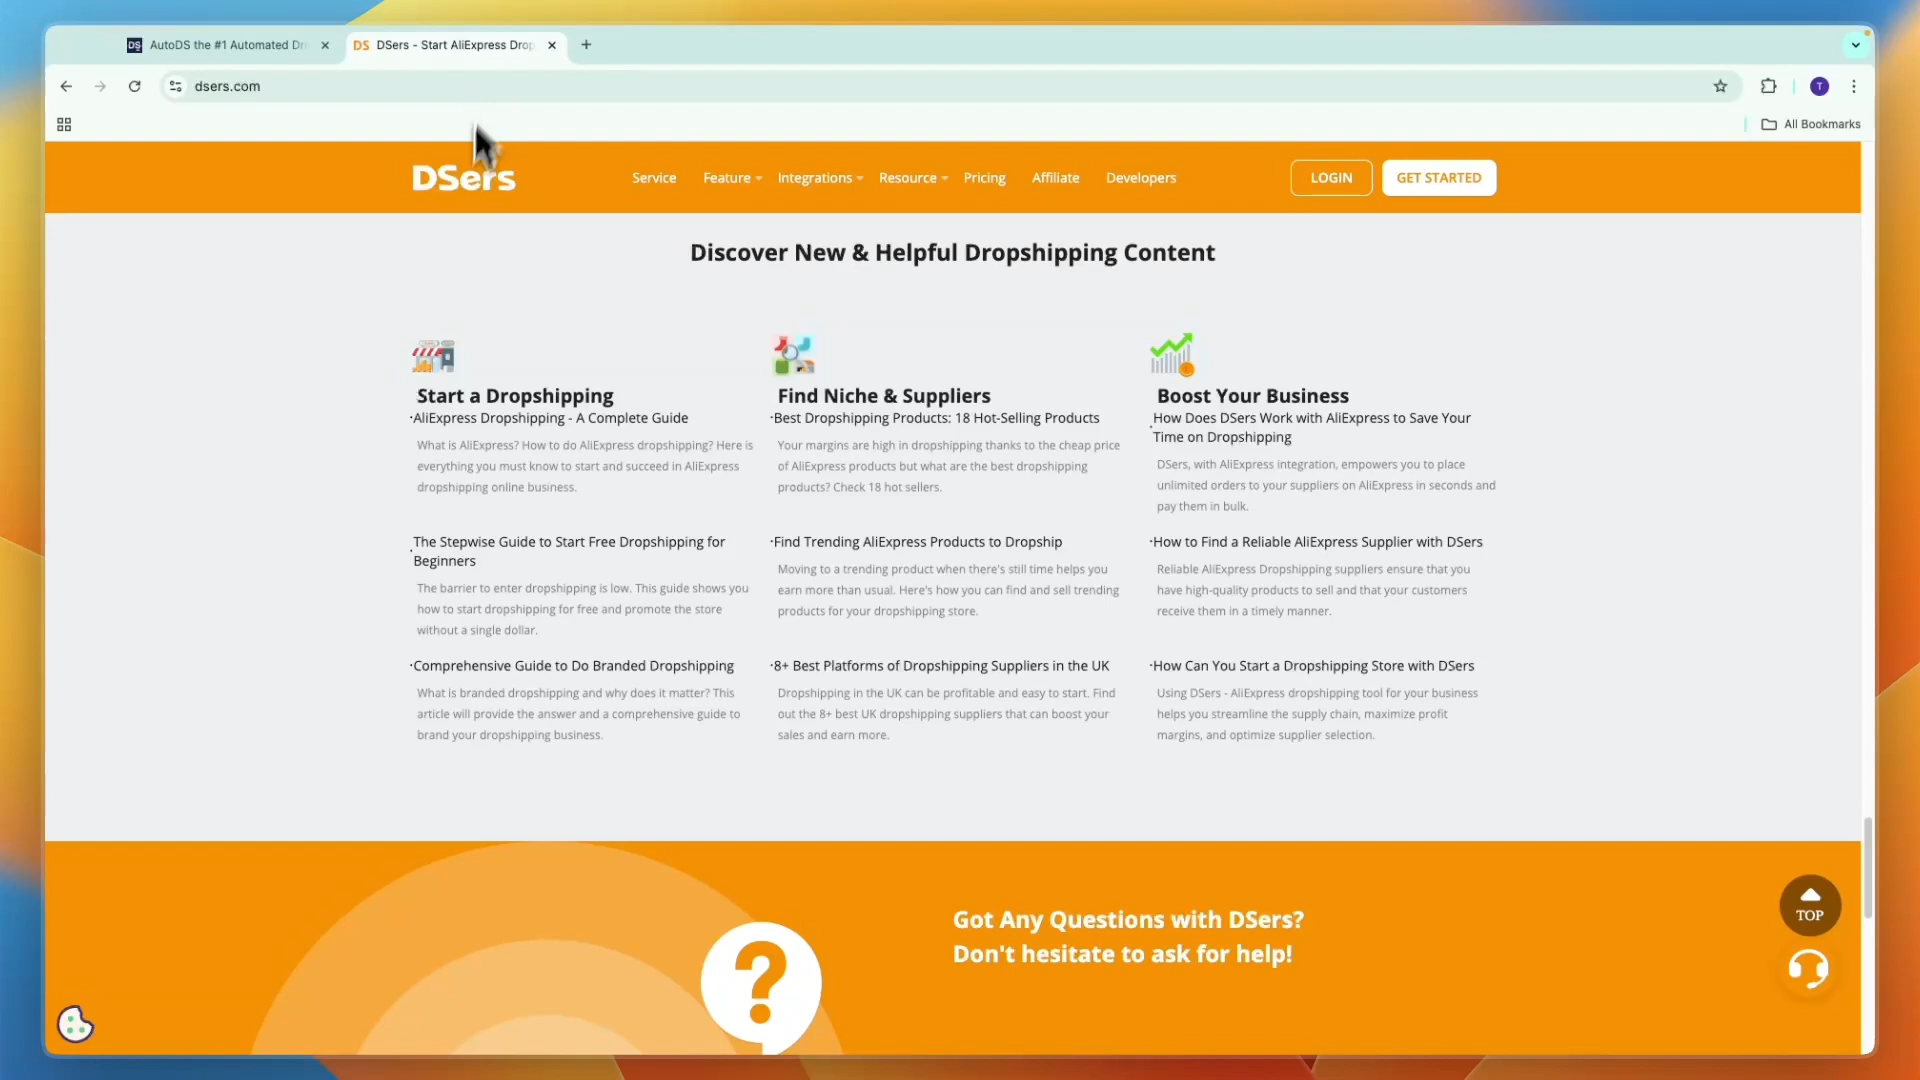 DS AutoDS the #1 Automated Dr
DS DSers - Start AliExpress Drop
dsers.com
T
All Bookmarks
DSers
Service
Feature
Integrations
Resource
Pricing
Affiliate
Developers
LOGIN
GET STARTED
Discover New & Helpful Dropshipping Content
Start a Dropshipping
·AliExpress Dropshipping - A Complete Guide
What is AliExpress? How to do AliExpress dropshipping? Here is
everything you must know to start and succeed in AliExpress
dropshipping online business.
·The Stepwise Guide to Start Free Dropshipping for
Beginners
The barrier to enter dropshipping is low. This guide shows you
how to start dropshipping for free and promote the store
without a single dollar.
·Comprehensive Guide to Do Branded Dropshipping
What is branded dropshipping and why does it matter? This
article will provide the answer and a comprehensive guide to
brand your dropshipping business.
Find Niche & Suppliers
·Best Dropshipping Products: 18 Hot-Selling Products
Your margins are high in dropshipping thanks to the cheap price
of AliExpress products but what are the best dropshipping
products? Check 18 hot sellers.
·Find Trending AliExpress Products to Dropship
Moving to a trending product when there's still time helps you
earn more than usual. Here's how you can find and sell trending
products for your dropshipping store.
·8+ Best Platforms of Dropshipping Suppliers in the UK
Dropshipping in the UK can be profitable and easy to start. Find
out the 8+ best UK dropshipping suppliers that can boost your
sales and earn more.
Boost Your Business
·How Does DSers Work with AliExpress to Save Your
Time on Dropshipping
DSers, with AliExpress integration, empowers you to place
unlimited orders to your suppliers on AliExpress in seconds and
pay them in bulk.
·How to Find a Reliable AliExpress Supplier with DSers
Reliable AliExpress Dropshipping suppliers ensure that you
have high-quality products to sell and that your customers
receive them in a timely manner.
·How Can You Start a Dropshipping Store with DSers
Using DSers - AliExpress dropshipping tool for your business
helps you streamline the supply chain, maximize profit
margins, and optimize supplier selection.
?
Got Any Questions with DSers?
Don't hesitate to ask for help!
TOP